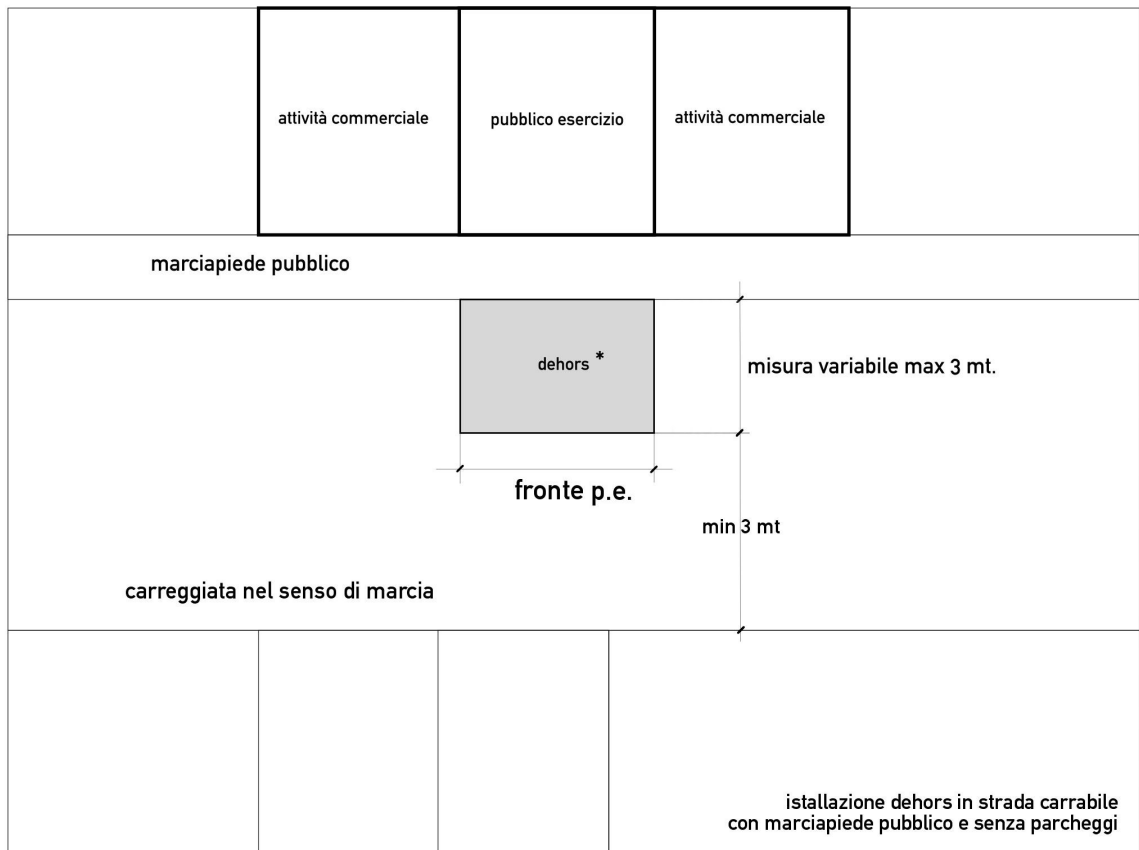 attività commerciale
pubblico esercizio
attività commerciale
marciapiede pubblico
dehors *
misura variabile max 3 mt.
fronte p.e.
min 3 mt
carreggiata nel senso di marcia
istallazione dehors in strada carrabile
con marciapiede pubblico e senza parcheggi